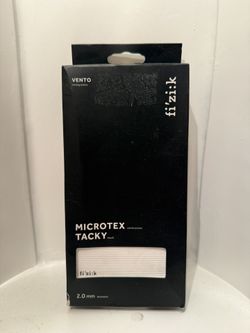 VENTO
fi'zi:k
MICROTEX
TACKY
fi'zi:k
2.0 mm